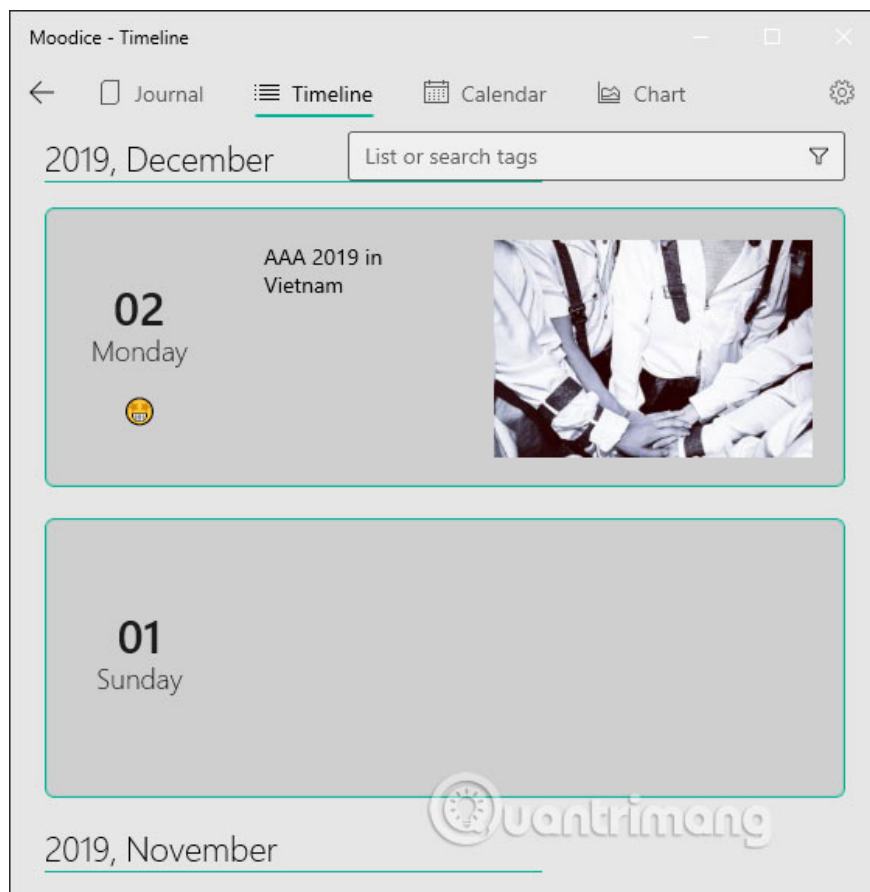 Moodice - Timeline
Journal
Timeline
Calendar
Chart
2019, December
List or search tags
02
Monday
AAA 2019 in
Vietnam
01
Sunday
Quantrimang
2019, November